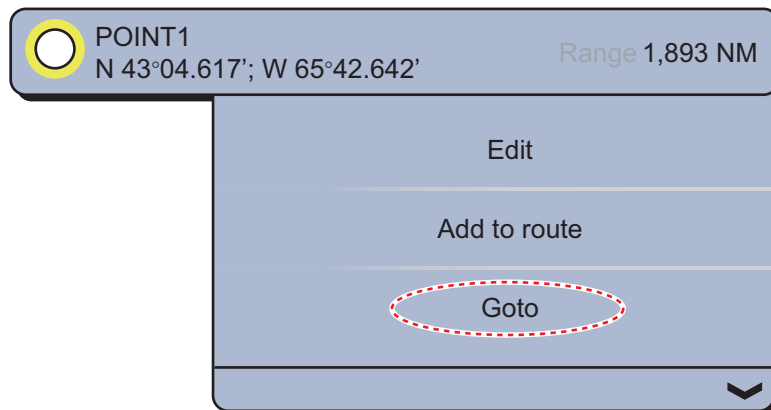 POINT1
N 43°04.617’; W 65°42.642’
Range 1,893 NM
Edit
Add to route
Goto